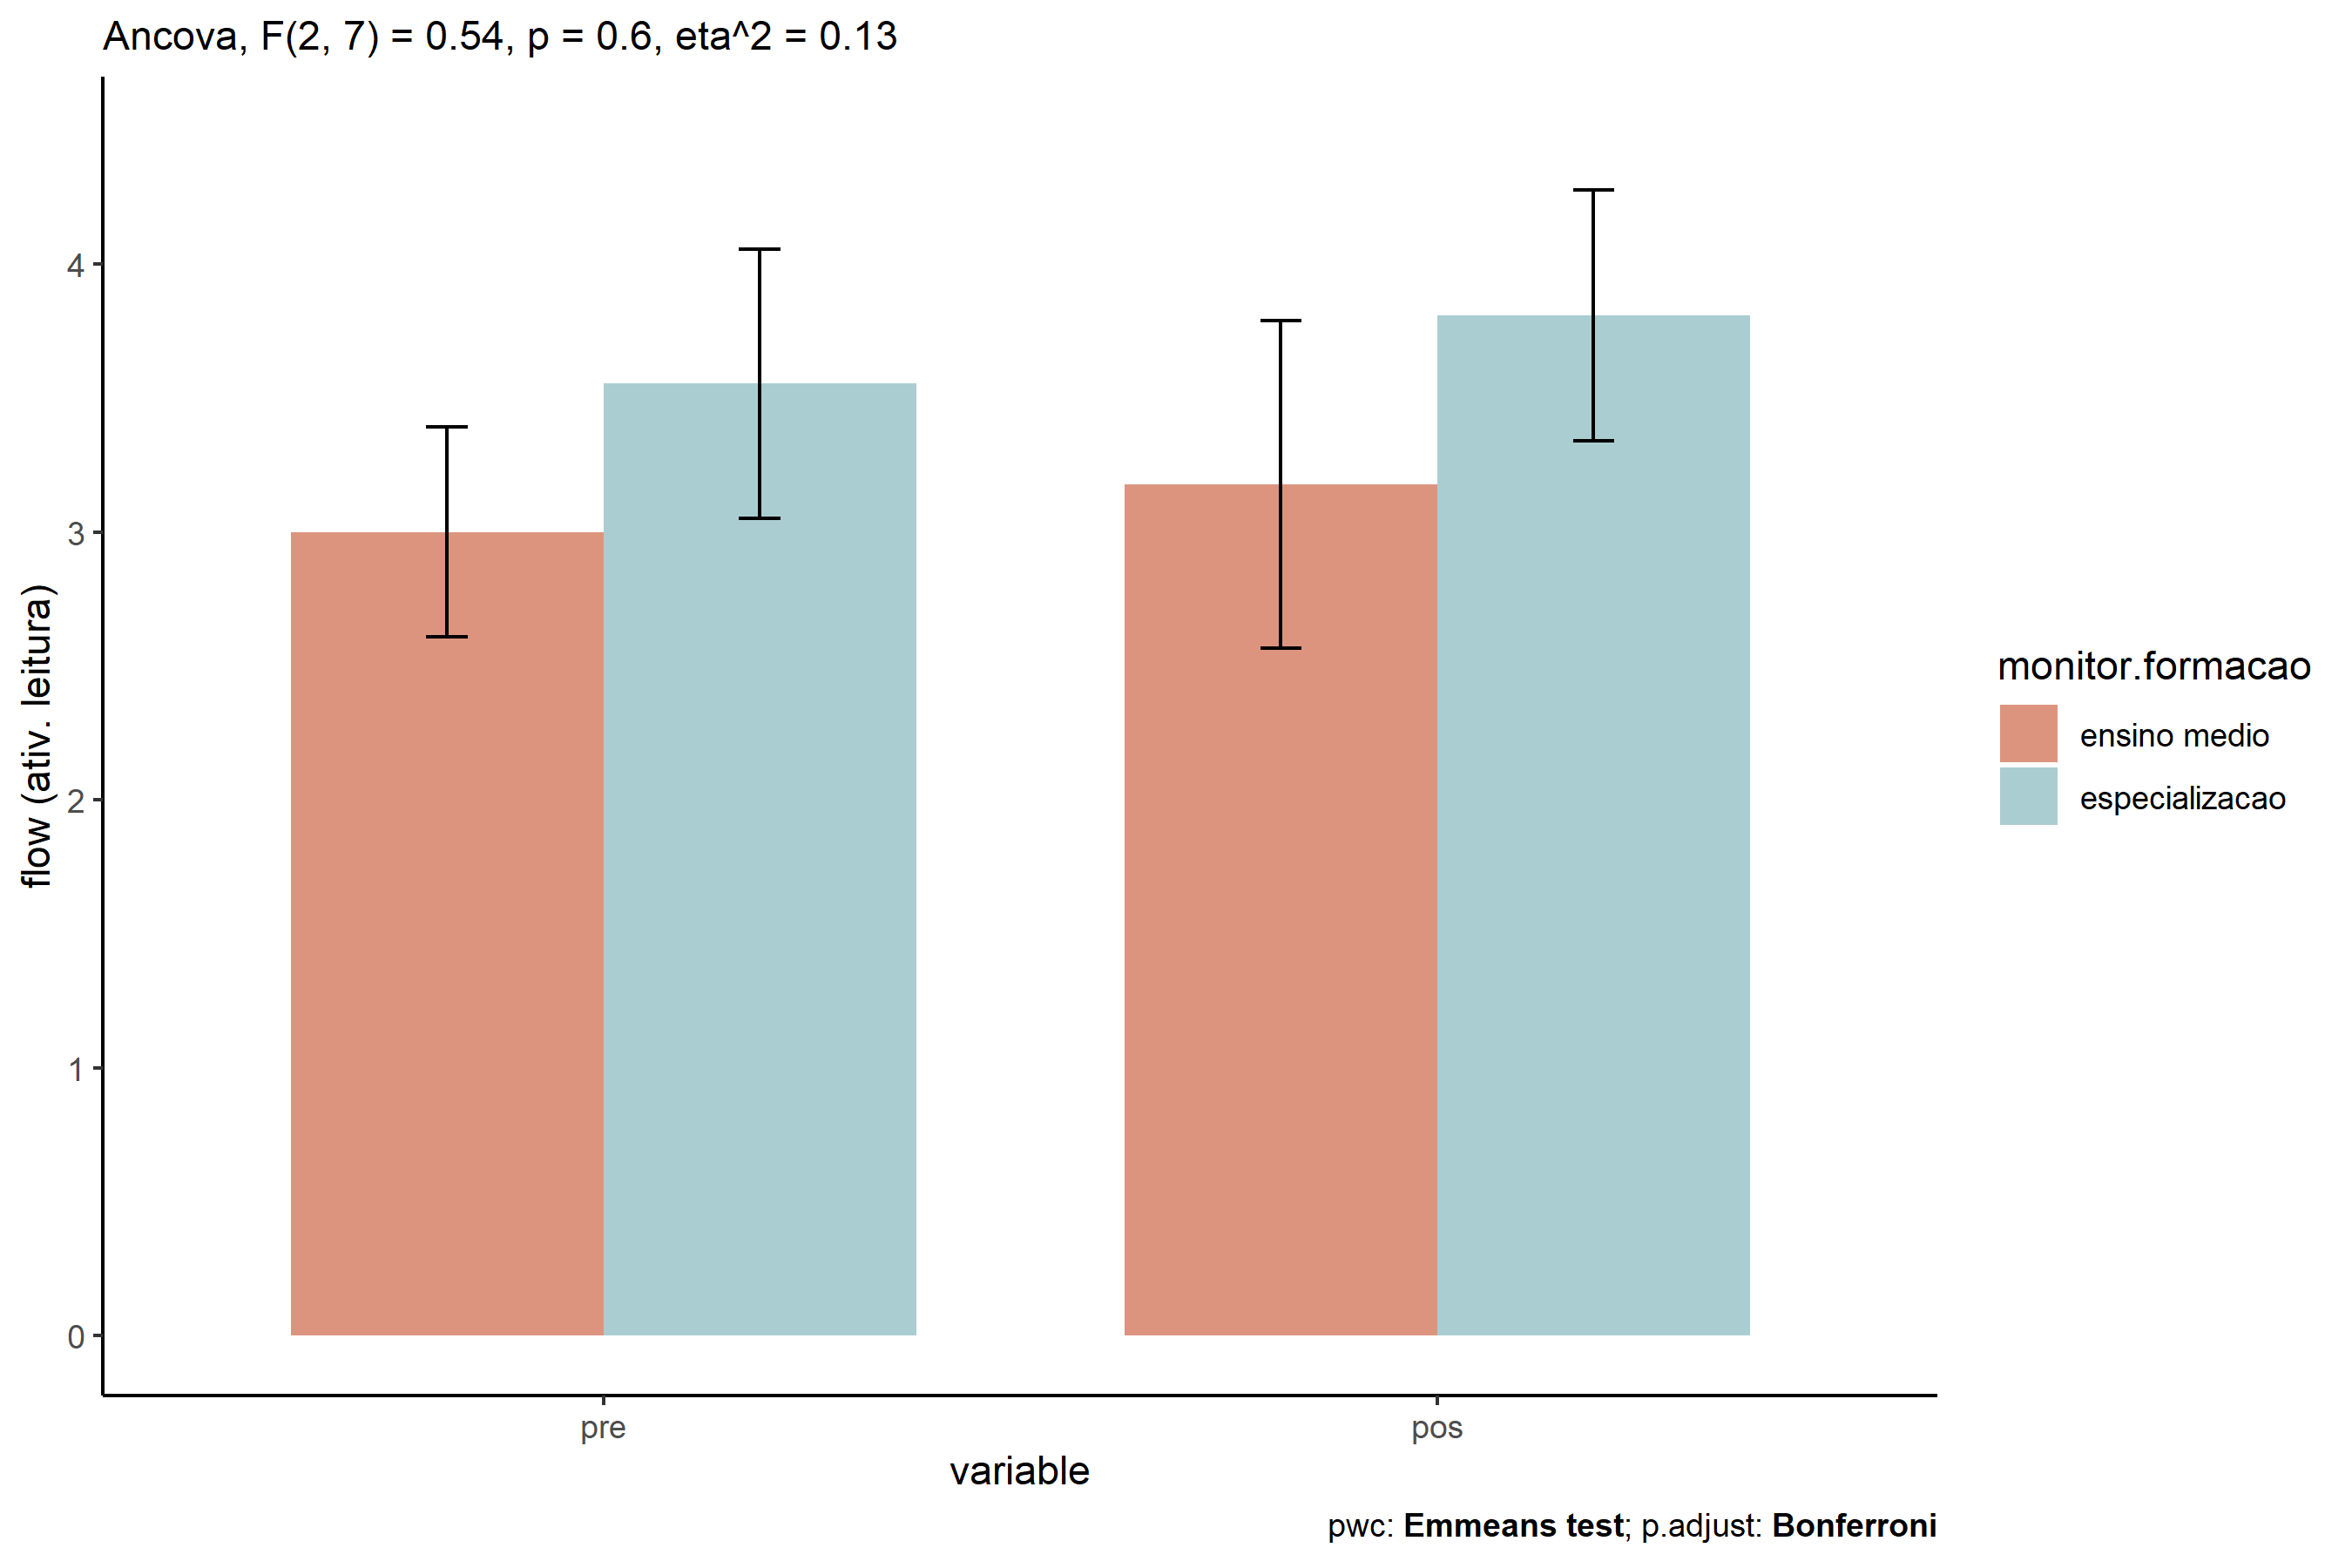 Ancova, F(2, 7) = 0.54, p = 0.6, eta^2 = 0.13
flow (ativ. leitura)
4
3
2
1
0
pre
pos
variable
monitor.formacao
ensino medio
especializacao
pwc: Emmeans test; p.adjust: Bonferroni